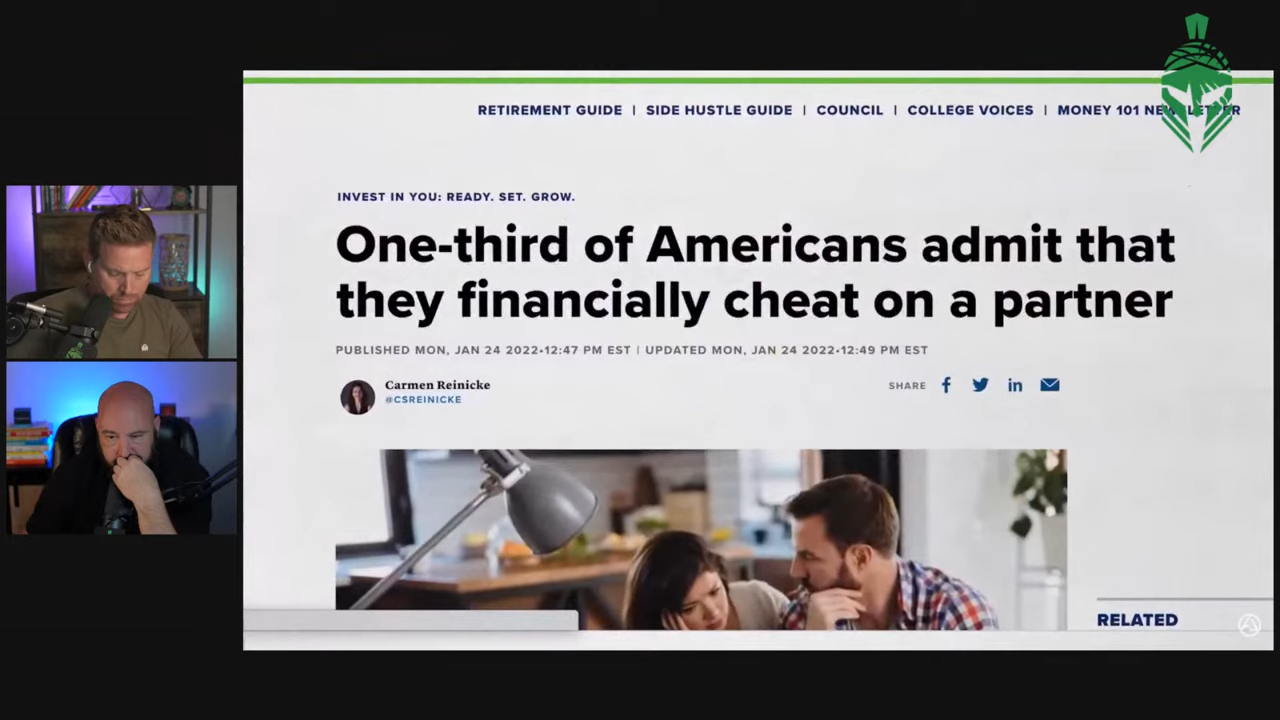 RETIREMENT GUIDE | SIDE HUSTLE GUIDE | COUNCIL | COLLEGE VOICES | MONEY 101 NEWSLETTER
INVEST IN YOU: READY. SET. GROW.
One-third of Americans admit that
they financially cheat on a partner
PUBLISHED MON, JAN 24 2022•12:47 PM EST | UPDATED MON, JAN 24 2022•12:49 PM EST
Carmen Reinicke
@CSREINICKE
SHARE
RELATED